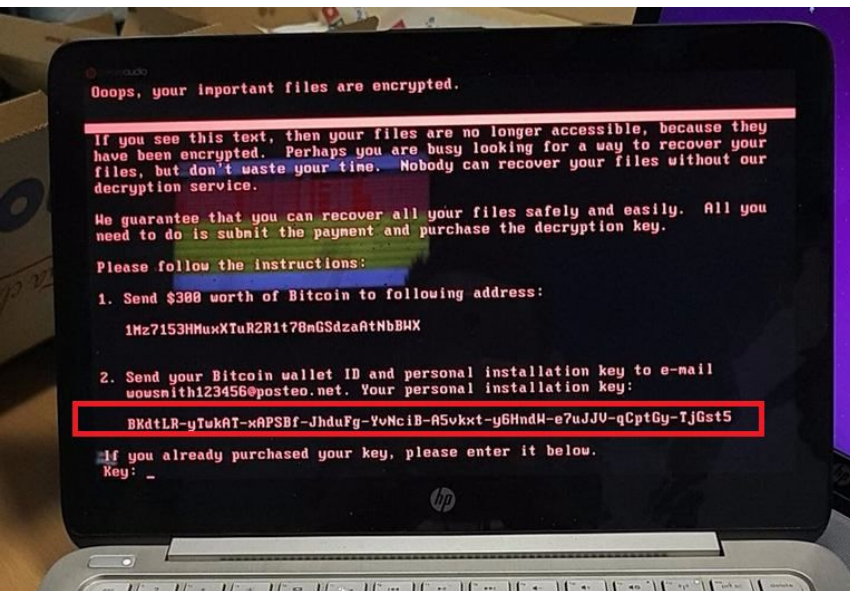 Ooops, your important files are encrypted.
If you see this text, then your files are no longer accessible, because they
have been encrypted.  Perhaps you are busy looking for a way to recover your
files, but don't waste your time.  Nobody can recover your files without our
decryption service.
We guarantee that you can recover all your files safely and easily.  All you
need to do is submit the payment and purchase the decryption key.
Please follow the instructions:
1. Send $300 worth of Bitcoin to following address:
1Mz7153HMuxXTuR2R1t78mGSdzaAtNbBWX
2. Send your Bitcoin wallet ID and personal installation key to e-mail
wowsmith123456@posteo.net. Your personal installation key:
BKdtLR-yTwkAT-xAPSBf-JhduFg-YvNciB-A5vkxt-y6HndW-e7uJJV-qCptGy-TjGst5
If you already purchased your key, please enter it below.
Key: _
hp